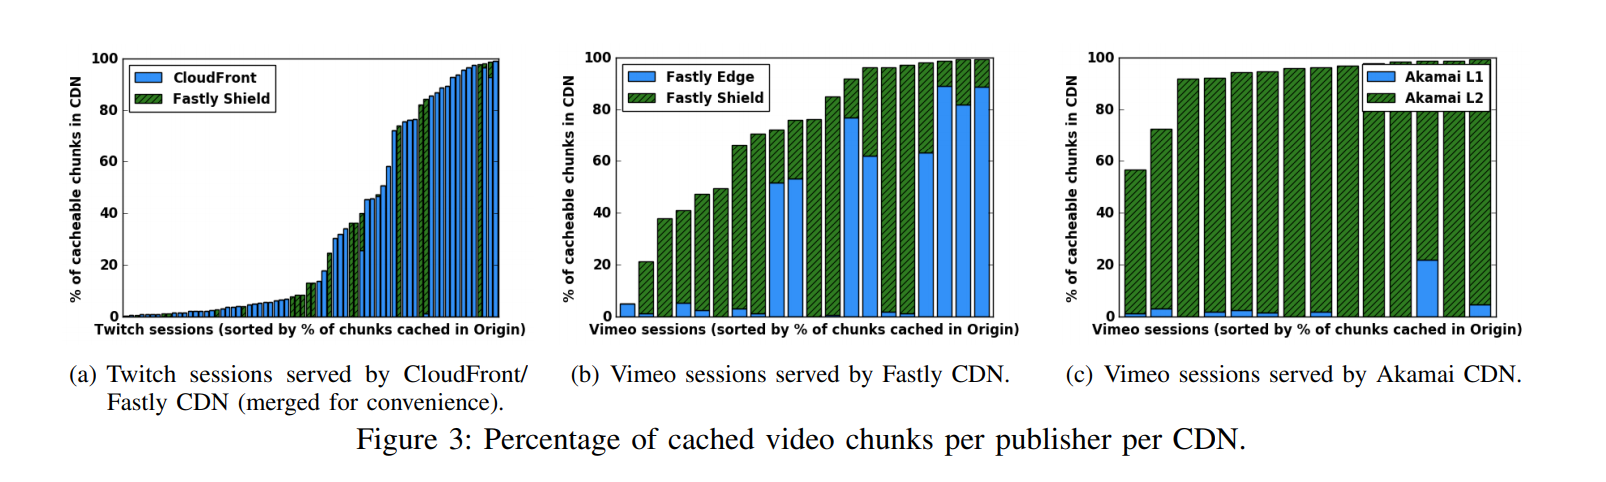 % of cacheable chunks in CDN
100
80
60
40
20
0
CloudFront
Fastly Shield
Twitch sessions (sorted by % of chunks cached in Origin)
(a) Twitch sessions served by CloudFront/
Fastly CDN (merged for convenience).
% of cacheable chunks in CDN
100
80
60
40
20
0
Fastly Edge
Fastly Shield
Vimeo sessions (sorted by % of chunks cached in Origin)
(b) Vimeo sessions served by Fastly CDN.
% of cacheable chunks in CDN
100
80
60
40
20
0
Akamai L1
Akamai L2
Vimeo sessions (sorted by % of chunks cached in Origin)
(c) Vimeo sessions served by Akamai CDN.
Figure 3: Percentage of cached video chunks per publisher per CDN.